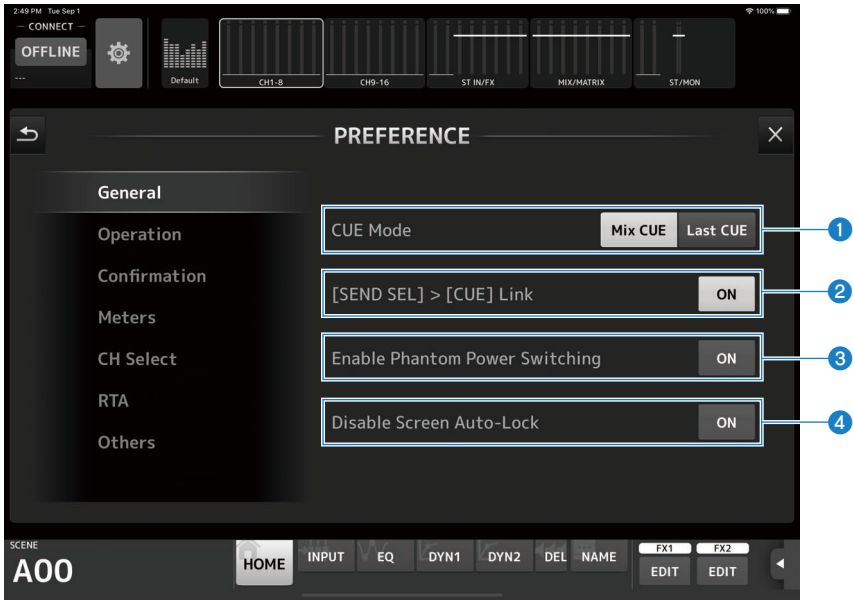 2:49 PM Tue Sep 1
100%
CONNECT
OFFLINE
---
Default
CH1-8
CH9-16
ST IN/FX
MIX/MATRIX
ST/MON
PREFERENCE
General
Operation
Confirmation
Meters
CH Select
RTA
Others
CUE Mode
Mix CUE
Last CUE
1
[SEND SEL] > [CUE] Link
ON
2
Enable Phantom Power Switching
ON
3
Disable Screen Auto-Lock
ON
4
SCENE
A00
HOME
INPUT
EQ
DYN1
DYN2
DEL
NAME
FX1
EDIT
FX2
EDIT